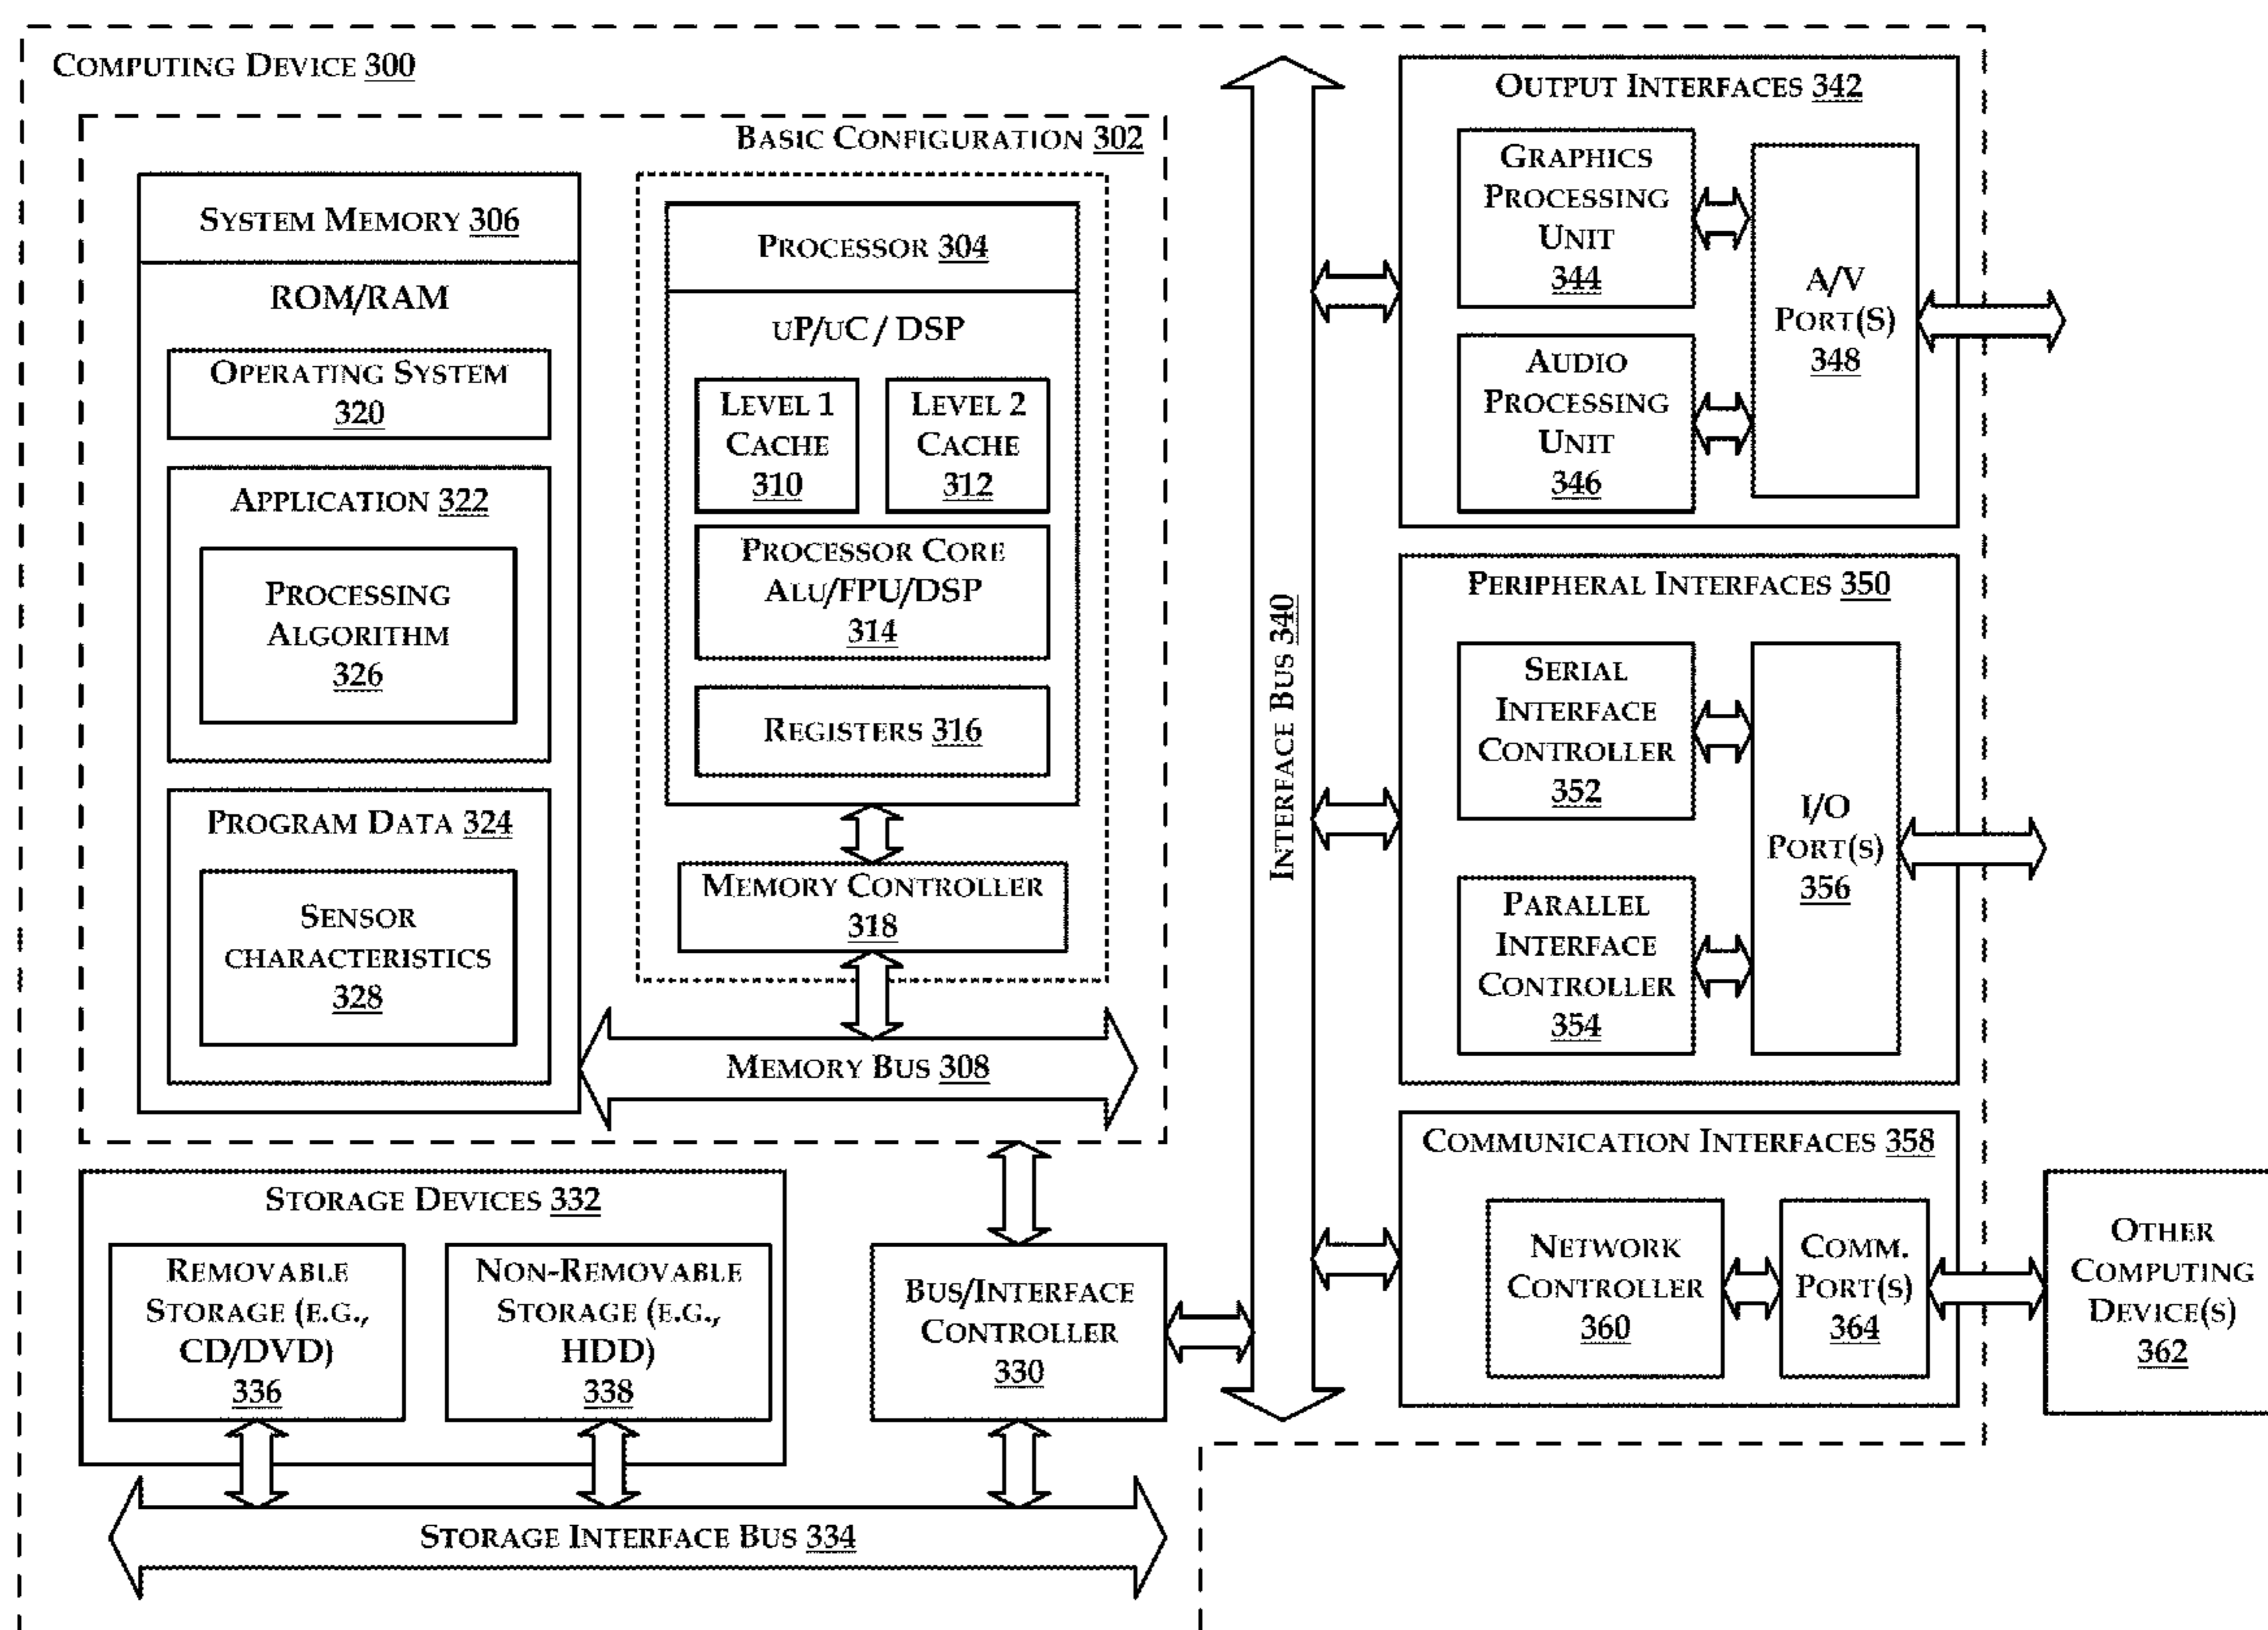 COMPUTING DEVICE 300
BASIC CONFIGURATION 302
SYSTEM MEMORY 306
ROM/RAM
OPERATING SYSTEM
320
APPLICATION 322
PROCESSING
ALGORITHM
326
PROGRAM DATA 324
SENSOR
CHARACTERISTICS
328
PROCESSOR 304
UP/UC / DSP
LEVEL 1
CACHE
310
LEVEL 2
CACHE
312
PROCESSOR CORE
ALU/FPU/DSP
314
REGISTERS 316
MEMORY CONTROLLER
318
MEMORY BUS 308
STORAGE DEVICES 332
REMOVABLE
STORAGE (E.G.,
CD/DVD)
336
NON-REMOVABLE
STORAGE (E.G.,
HDD)
338
BUS/INTERFACE
CONTROLLER
330
STORAGE INTERFACE BUS 334
INTERFACE BUS 340
OUTPUT INTERFACES 342
GRAPHICS
PROCESSING
UNIT
344
AUDIO
PROCESSING
UNIT
346
A/V
PORT(S)
348
PERIPHERAL INTERFACES 350
SERIAL
INTERFACE
CONTROLLER
352
PARALLEL
INTERFACE
CONTROLLER
354
I/O
PORT(S)
356
COMMUNICATION INTERFACES 358
NETWORK
CONTROLLER
360
COMM.
PORT(S)
364
OTHER
COMPUTING
DEVICE(S)
362